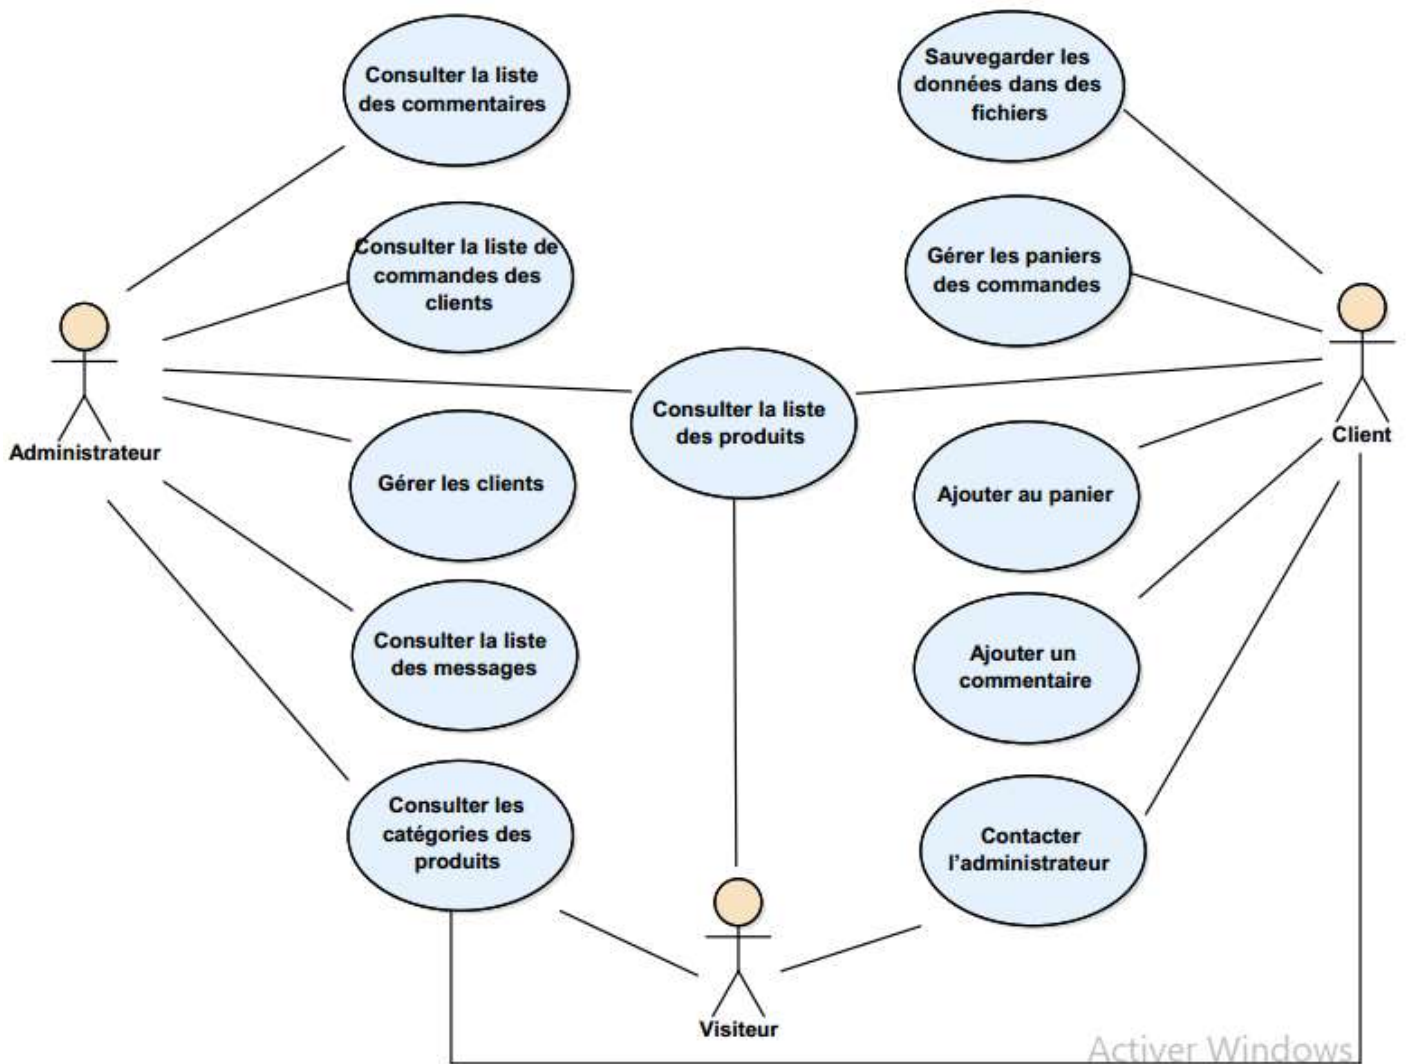 Consulter la liste
des commentaires
Sauvegarder les
données dans des
fichiers
Consulter la liste de
commandes des
clients
Gérer les paniers
des commandes
Administrateur
Consulter la liste
des produits
Client
Gérer les clients
Ajouter au panier
Consulter la liste
des messages
Ajouter un
commentaire
Consulter les
catégories des
produits
Contacter
l'administrateur
Visiteur
Activer Windows